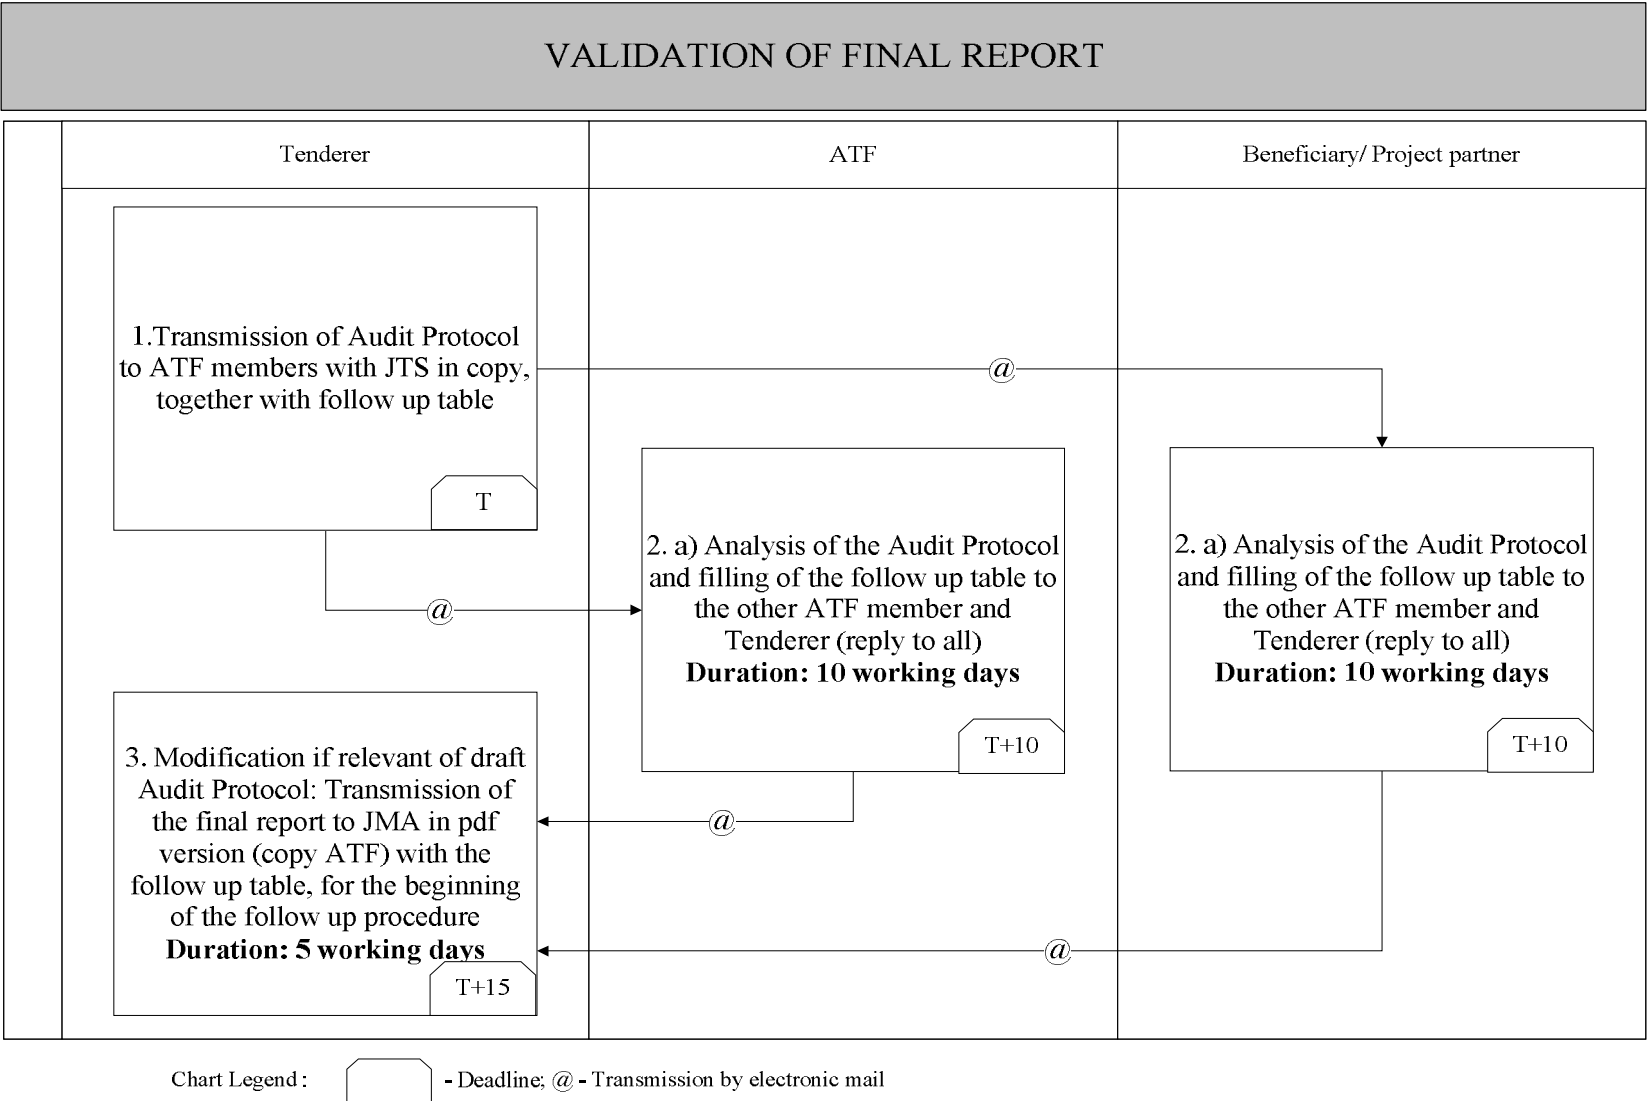 VALIDATION OF FINAL REPORT
Tenderer
ATF
Beneficiary/ Project partner
1.Transmission of Audit Protocol
to ATF members with JTS in copy,
together with follow up table
T
@
@
2. a) Analysis of the Audit Protocol
and filling of the follow up table to
the other ATF member and
Tenderer (reply to all)
Duration: 10 working days
T+10
2. a) Analysis of the Audit Protocol
and filling of the follow up table to
the other ATF member and
Tenderer (reply to all)
Duration: 10 working days
T+10
3. Modification if relevant of draft
Audit Protocol: Transmission of
the final report to JMA in pdf
version (copy ATF) with the
follow up table, for the beginning
of the follow up procedure
Duration: 5 working days
T+15
@
@
Chart Legend : - Deadline; @ - Transmission by electronic mail